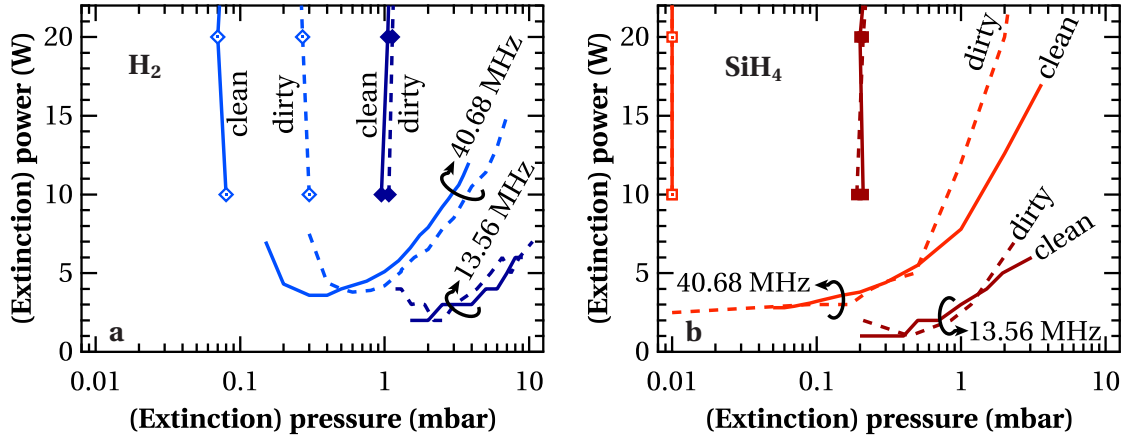 (Extinction) power (W)
20
15
10
5
0
H2
clean
dirty
clean
dirty
40.68 MHz
13.56 MHz
a
0.01
0.1
1
10
(Extinction) pressure (mbar)
(Extinction) power (W)
20
15
10
5
0
SiH4
dirty
clean
40.68 MHz
dirty
clean
13.56 MHz
b
0.01
0.1
1
10
(Extinction) pressure (mbar)